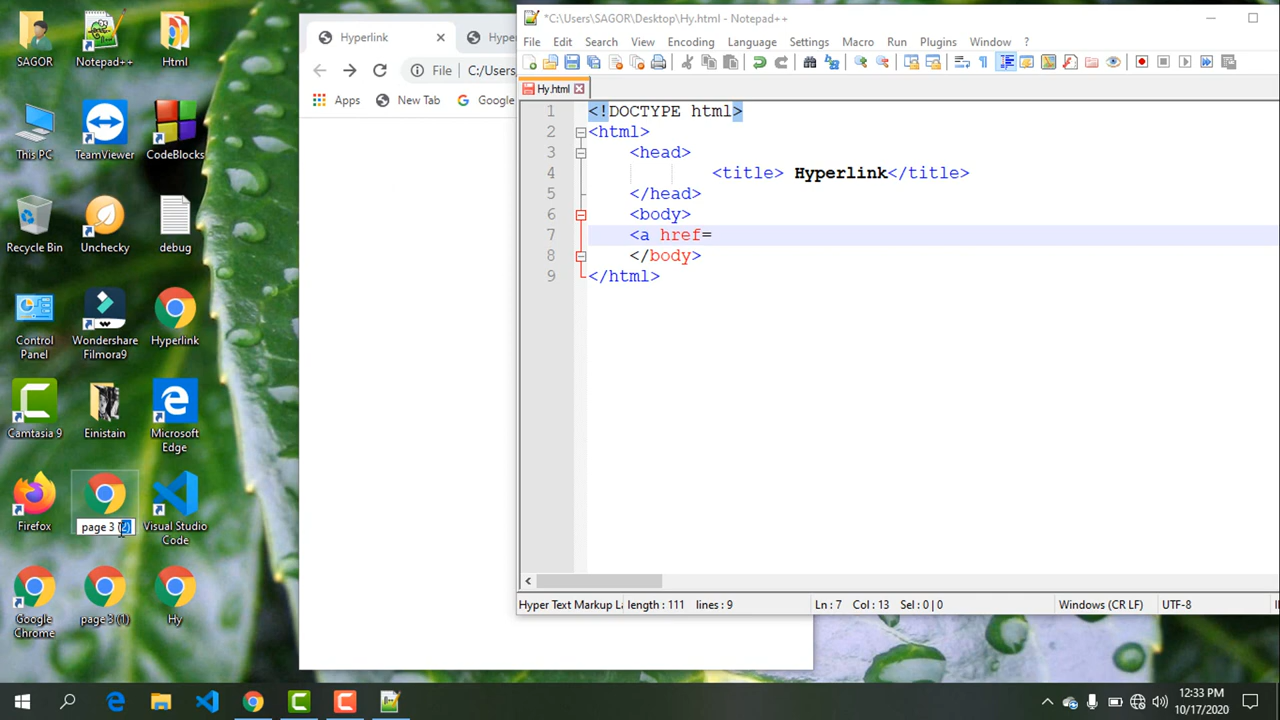 SAGOR
Notepad++
Html
This PC
TeamViewer
CodeBlocks
Recycle Bin
Unchecky
debug
Control
Panel
Wondershare
Filmora9
Hyperlink
Camtasia 9
Einistain
Microsoft
Edge
Firefox
page 3
Visual Studio
Code
Google
Chrome
page 3 (1)
Hy
Hyperlink
File
C:/Users
Apps
New Tab
Google
*C:\Users\SAGOR\Desktop\Hy.html - Notepad++
File Edit Search View Encoding Language Settings Macro Run Plugins Window ?
Hy.html
1 <!DOCTYPE html>
2 <html>
3 <head>
4 <title> Hyperlink</title>
5 </head>
6 <body>
7 <a href=
8 </body>
9 </html>
Hyper Text Markup La length : 111 lines : 9 Ln : 7 Col : 13 Sel : 0 | 0 Windows (CR LF) UTF-8
12:33 PM
10/17/2020